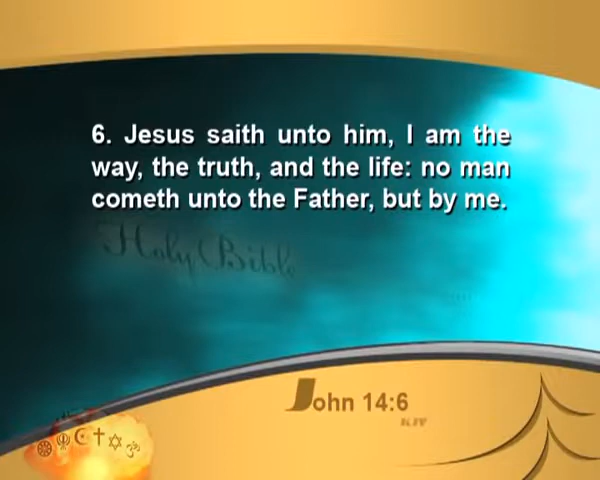 6. Jesus saith unto him, I am the
way, the truth, and the life: no man
cometh unto the Father, but by me.
Holy Bible
John 14:6
KJV